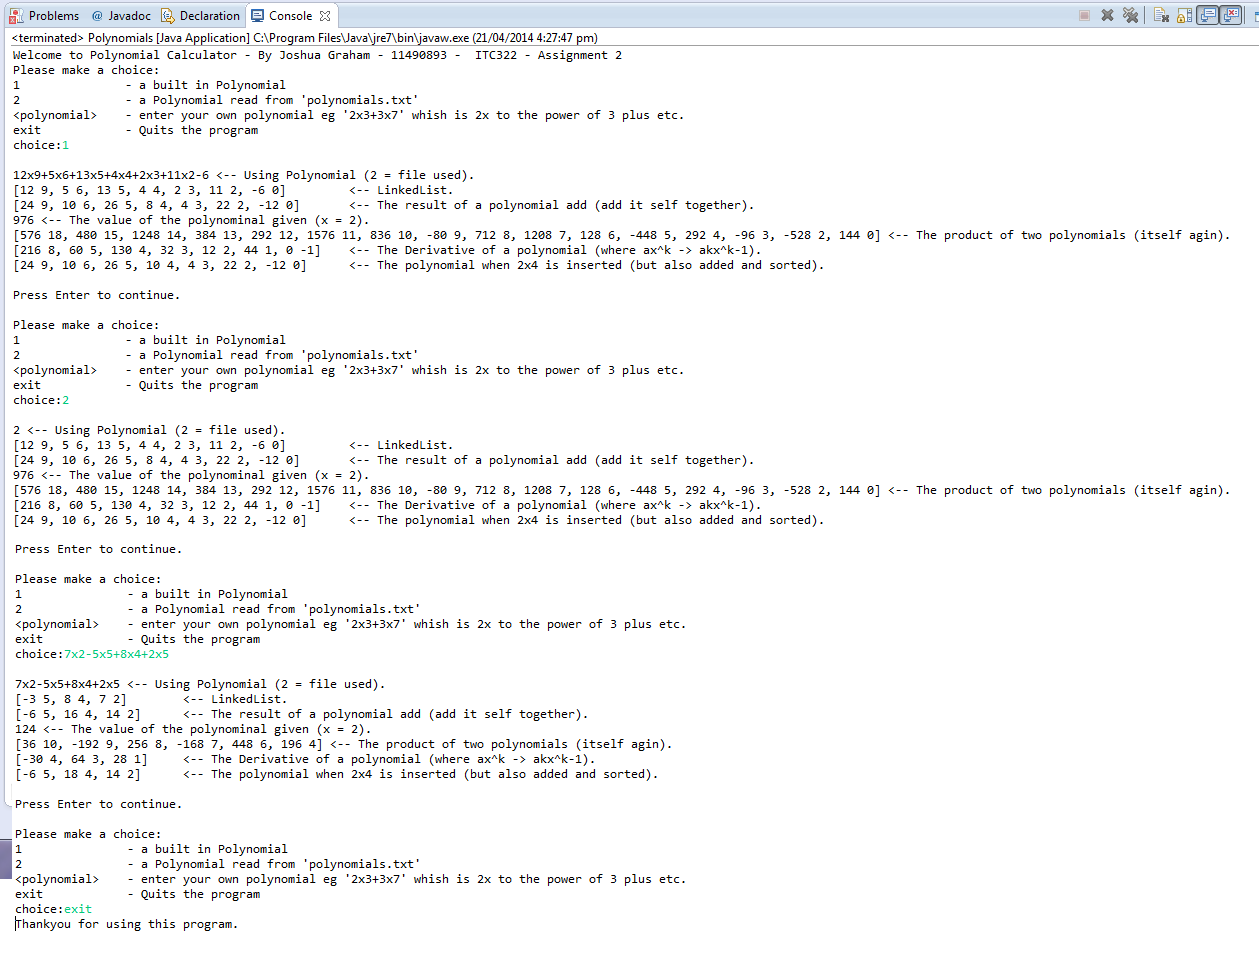 Problems @ Javadoc Declaration Console
<terminated> Polynomials [Java Application] C:\Program Files\Java\jre7\bin\javaw.exe (21/04/2014 4:27:47 pm)
Welcome to Polynomial Calculator - By Joshua Graham - 11490893 -  ITC322 - Assignment 2
Please make a choice:
1               - a built in Polynomial
2               - a Polynomial read from 'polynomials.txt'
<polynomial>    - enter your own polynomial eg '2x3+3x7' whish is 2x to the power of 3 plus etc.
exit            - Quits the program
choice:1
12x9+5x6+13x5+4x4+2x3+11x2-6 <-- Using Polynomial (2 = file used).
[12 9, 5 6, 13 5, 4 4, 2 3, 11 2, -6 0]         <-- LinkedList.
[24 9, 10 6, 26 5, 8 4, 4 3, 22 2, -12 0]       <-- The result of a polynomial add (add it self together).
976 <-- The value of the polynominal given (x = 2).
[576 18, 480 15, 1248 14, 384 13, 292 12, 1576 11, 836 10, -80 9, 712 8, 1208 7, 128 6, -448 5, 292 4, -96 3, -528 2, 144 0] <-- The product of two polynomials (itself agin).
[216 8, 60 5, 130 4, 32 3, 12 2, 44 1, 0 -1]    <-- The Derivative of a polynomial (where ax^k -> akx^k-1).
[24 9, 10 6, 26 5, 10 4, 4 3, 22 2, -12 0]      <-- The polynomial when 2x4 is inserted (but also added and sorted).
Press Enter to continue.
Please make a choice:
1               - a built in Polynomial
2               - a Polynomial read from 'polynomials.txt'
<polynomial>    - enter your own polynomial eg '2x3+3x7' whish is 2x to the power of 3 plus etc.
exit            - Quits the program
choice:2
2 <-- Using Polynomial (2 = file used).
[12 9, 5 6, 13 5, 4 4, 2 3, 11 2, -6 0]         <-- LinkedList.
[24 9, 10 6, 26 5, 8 4, 4 3, 22 2, -12 0]       <-- The result of a polynomial add (add it self together).
976 <-- The value of the polynominal given (x = 2).
[576 18, 480 15, 1248 14, 384 13, 292 12, 1576 11, 836 10, -80 9, 712 8, 1208 7, 128 6, -448 5, 292 4, -96 3, -528 2, 144 0] <-- The product of two polynomials (itself agin).
[216 8, 60 5, 130 4, 32 3, 12 2, 44 1, 0 -1]    <-- The Derivative of a polynomial (where ax^k -> akx^k-1).
[24 9, 10 6, 26 5, 10 4, 4 3, 22 2, -12 0]      <-- The polynomial when 2x4 is inserted (but also added and sorted).
Press Enter to continue.
Please make a choice:
1               - a built in Polynomial
2               - a Polynomial read from 'polynomials.txt'
<polynomial>    - enter your own polynomial eg '2x3+3x7' whish is 2x to the power of 3 plus etc.
exit            - Quits the program
choice:7x2-5x5+8x4+2x5
7x2-5x5+8x4+2x5 <-- Using Polynomial (2 = file used).
[-3 5, 8 4, 7 2]        <-- LinkedList.
[-6 5, 16 4, 14 2]      <-- The result of a polynomial add (add it self together).
124 <-- The value of the polynominal given (x = 2).
[36 10, -192 9, 256 8, -168 7, 448 6, 196 4] <-- The product of two polynomials (itself agin).
[-30 4, 64 3, 28 1]     <-- The Derivative of a polynomial (where ax^k -> akx^k-1).
[-6 5, 18 4, 14 2]      <-- The polynomial when 2x4 is inserted (but also added and sorted).
Press Enter to continue.
Please make a choice:
1               - a built in Polynomial
2               - a Polynomial read from 'polynomials.txt'
<polynomial>    - enter your own polynomial eg '2x3+3x7' whish is 2x to the power of 3 plus etc.
exit            - Quits the program
choice:exit
Thankyou for using this program.